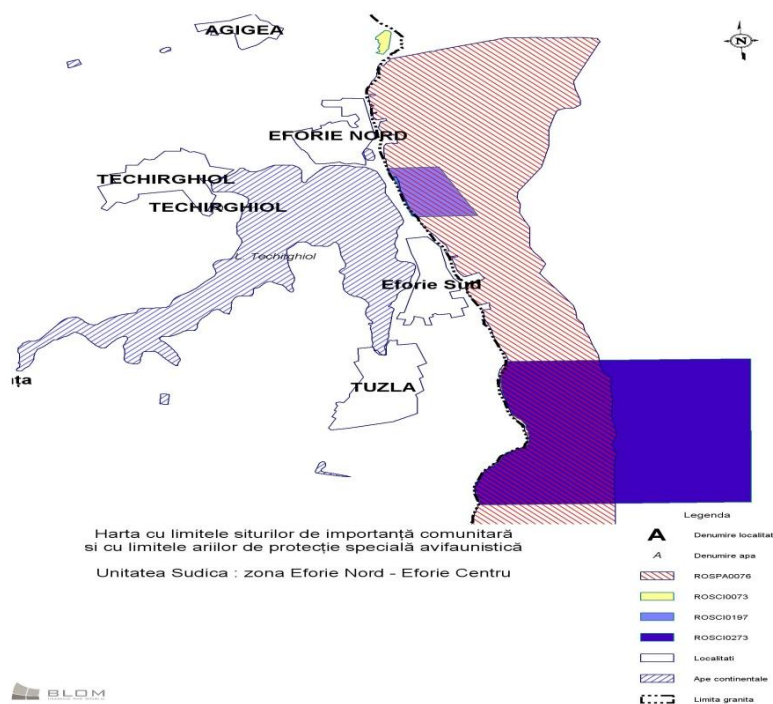 AGIGEA
N
EFORIE NORD
TECHIRGHIOL
TECHIRGHIOL
L. Techirghiol
Eforie Sud
ța
TUZLA
Harta cu limitele siturilor de importanță comunitară
si cu limitele ariilor de protecție specială avifaunistică
Unitatea Sudica : zona Eforie Nord - Eforie Centru
Legenda
A Denumire localitat
A Denumire apa
ROSPA0076
ROSCI0073
ROSCI0197
ROSCI0273
Localitati
Ape continentale
Limita granita
BLOM